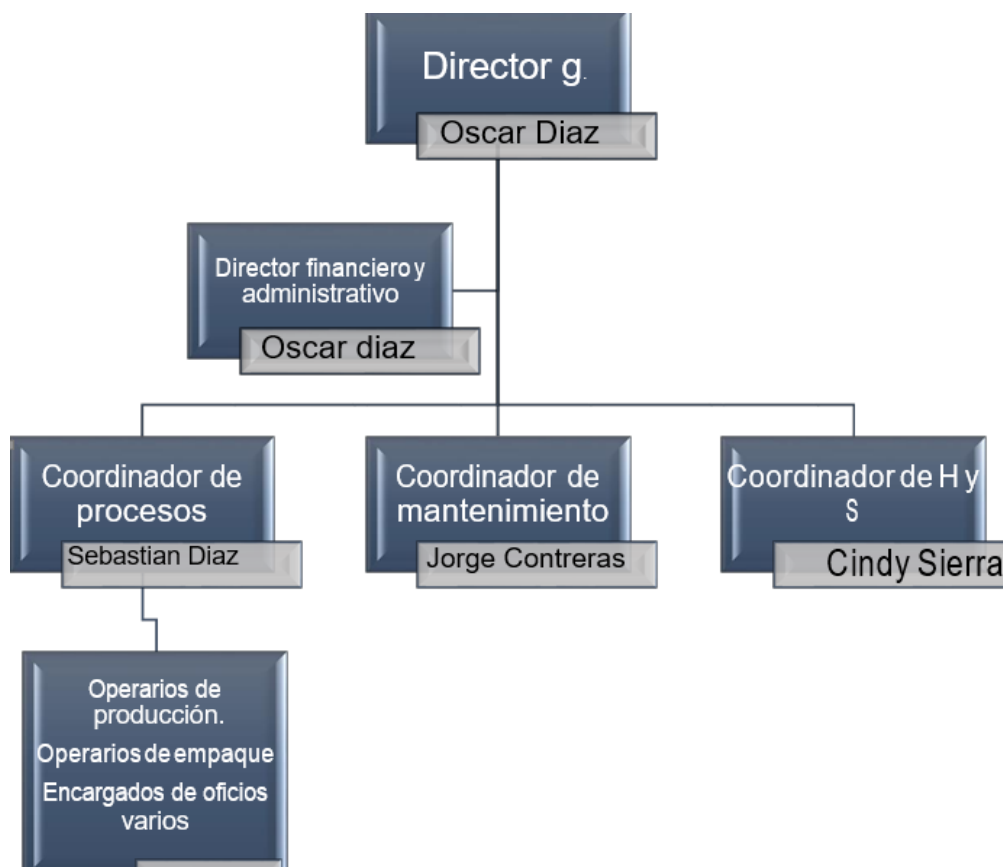 Director g.
Oscar Diaz
Director financiero y
administrativo
Oscar diaz
Coordinador de
procesos
Sebastian Diaz
Coordinador de
mantenimiento
Jorge Contreras
Coordinador de H y
S
Cindy Sierra
Operarios de
producción.
Operarios de empaque
Encargados de oficios
varios